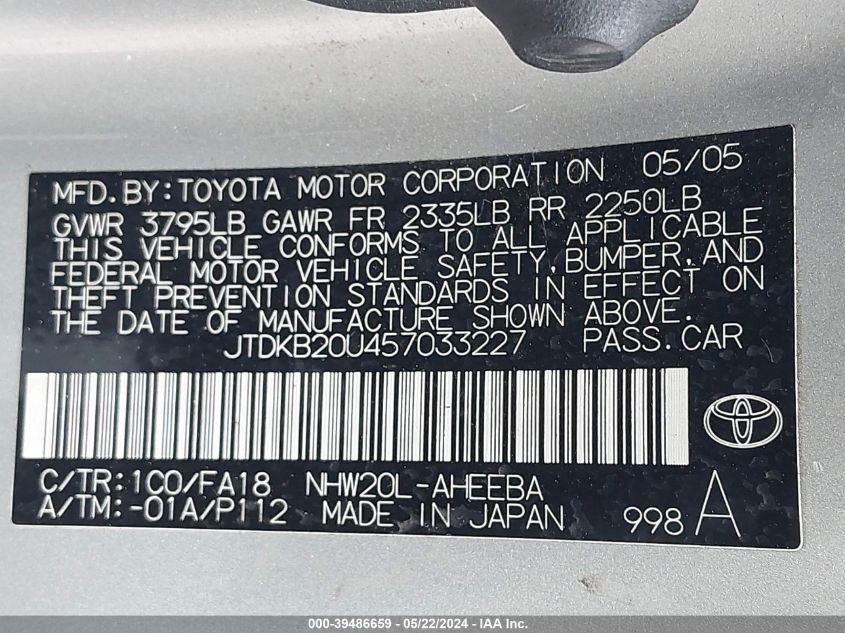 MFD.BY:TOYOTA MOTOR CORPORATION 05/05
GVWR 3795LB GAWR FR 2335LB RR 2250LB
THIS VEHICLE CONFORMS TO ALL APPLICABLE
FEDERAL MOTOR VEHICLE SAFETY,BUMPER,AND
THEFT PREVENTION STANDARDS IN EFFECT ON
THE DATE OF MANUFACTURE SHOWN ABOVE.
JTDKB20U457033227 PASS.CAR
C/TR:1C0/FA18 NHW20L-AHEEBA
A/TM:-01A/P112 MADE IN JAPAN 998 A
000-39486659 - 05/22/2024 - IAA Inc.